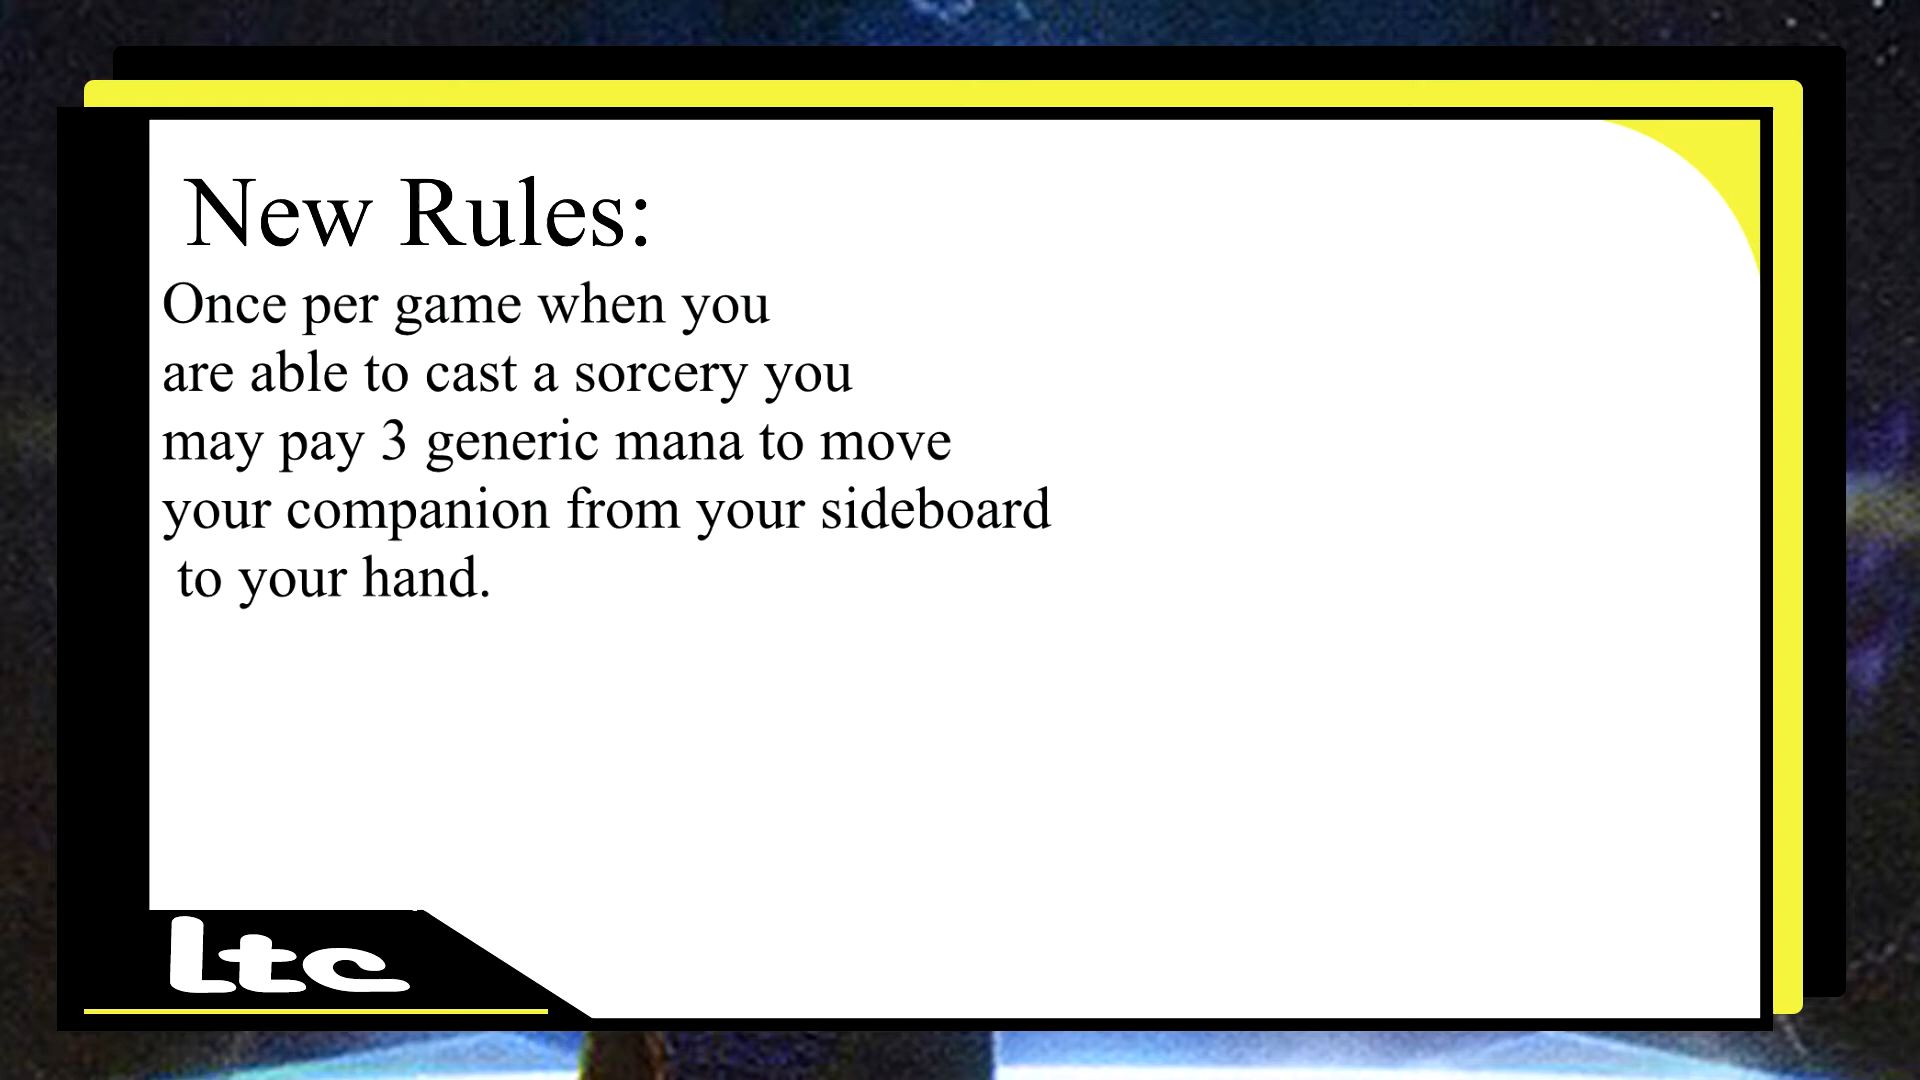 New Rules:
Once per game when you
are able to cast a sorcery you
may pay 3 generic mana to move
your companion from your sideboard
to your hand.
Ltc